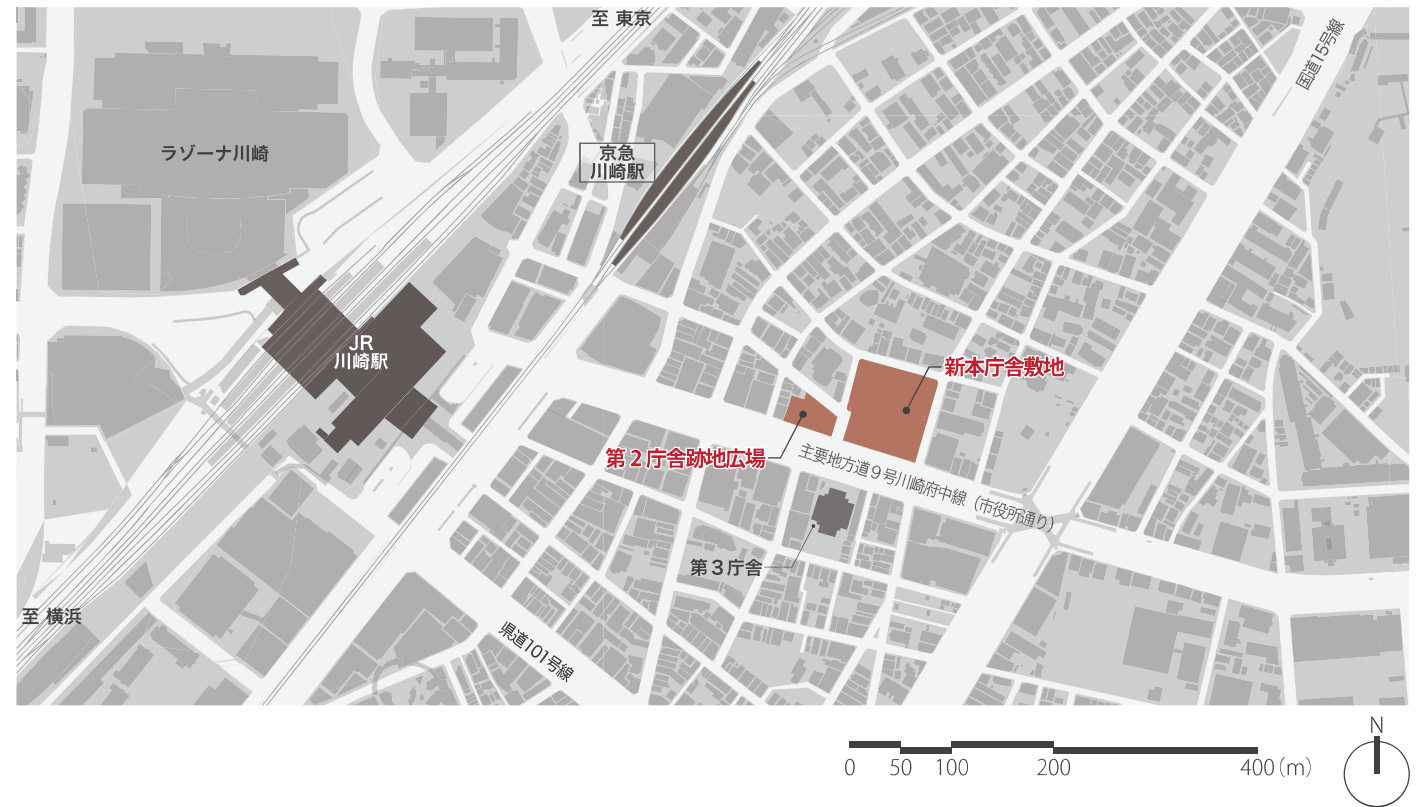 至 東京
国道15号線
ラゾーナ川崎
京急
川崎駅
JR
川崎駅
新本庁舎敷地
第2庁舎跡地広場
主要地方道9号川崎府中線（市役所通り）
第3庁舎
至 横浜
県道101号線
N
0 50 100 200 400(m)